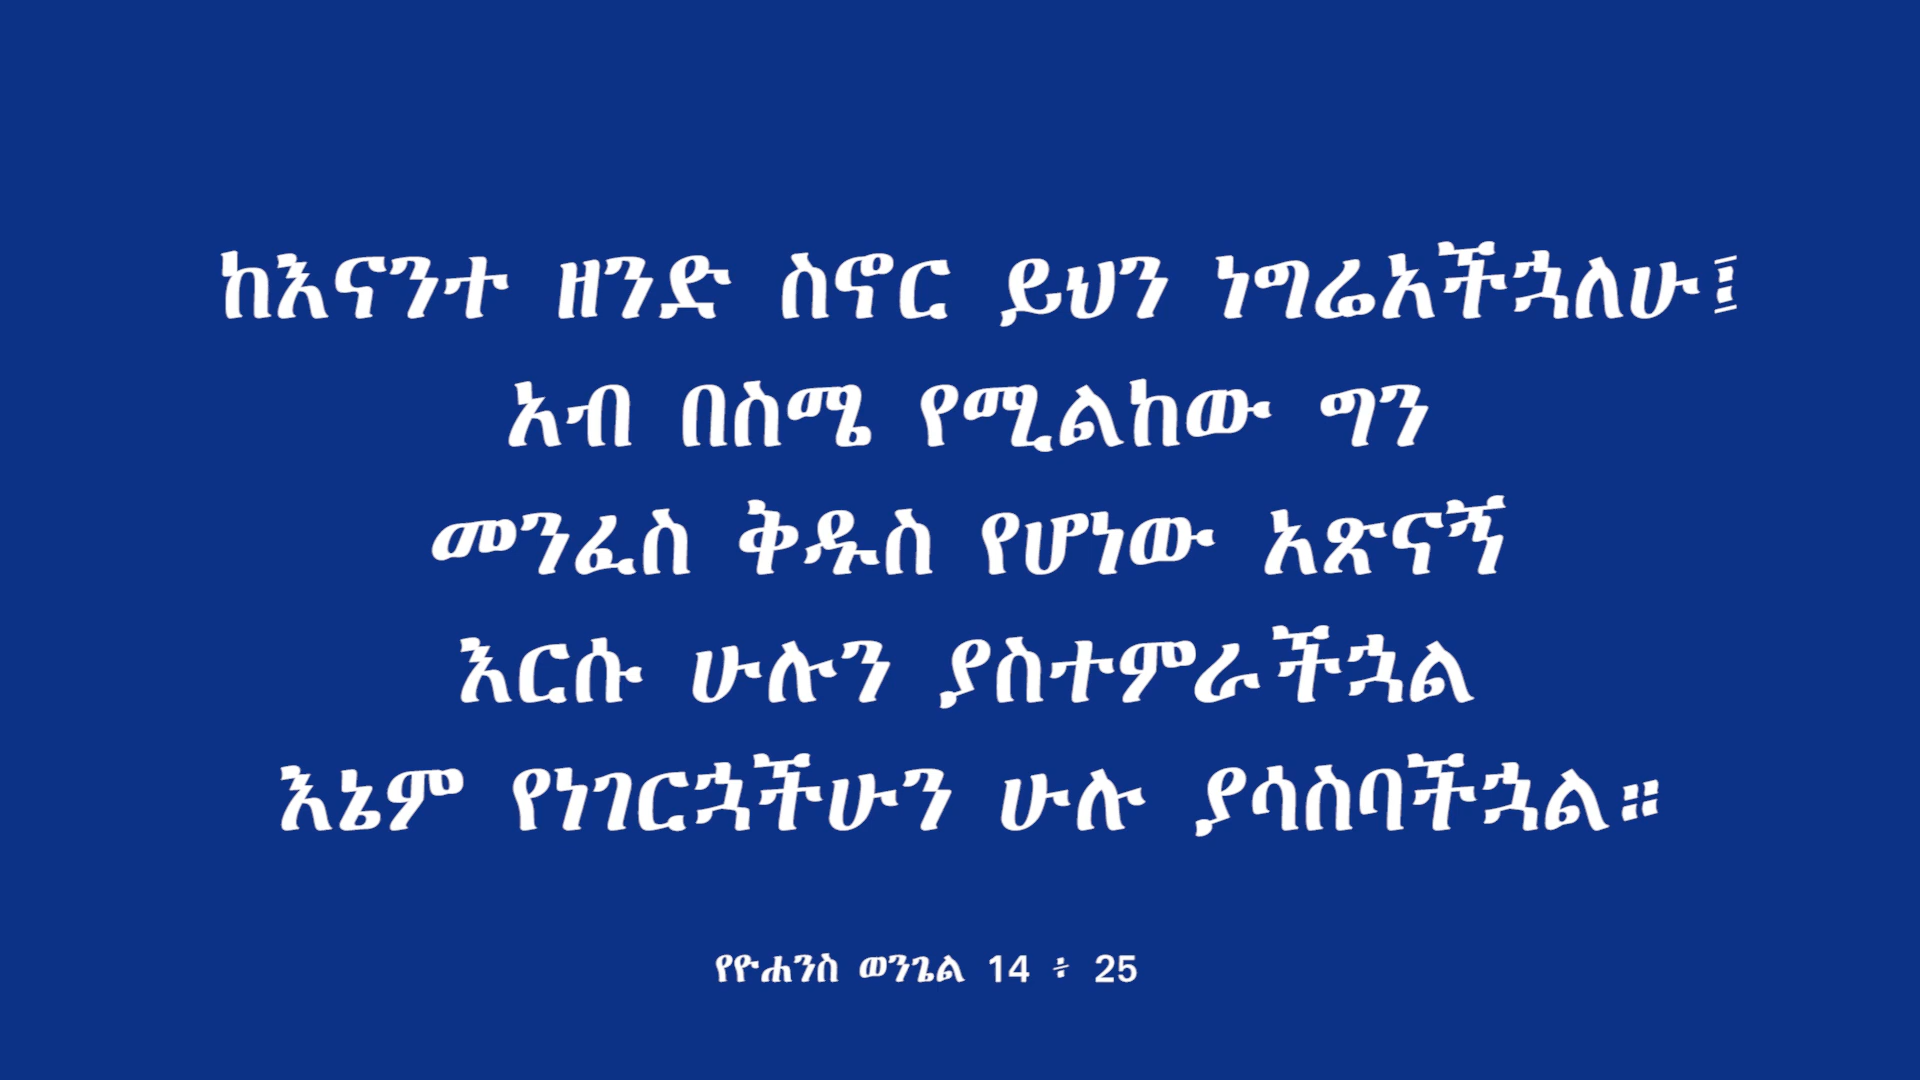 ከእናንተ ዘንድ ስኖር ይህን ነግሬአችኋለሁ፤
አብ በስሜ የሚልከው ግን
መንፈስ ቅዱስ የሆነው አጽናኝ
እርሱ ሁሉን ያስተምራችኋል
እኔም የነገርኋችሁን ሁሉ ያሳስባችኋል።
የዮሐንስ ወንጌል 14 ፥ 25